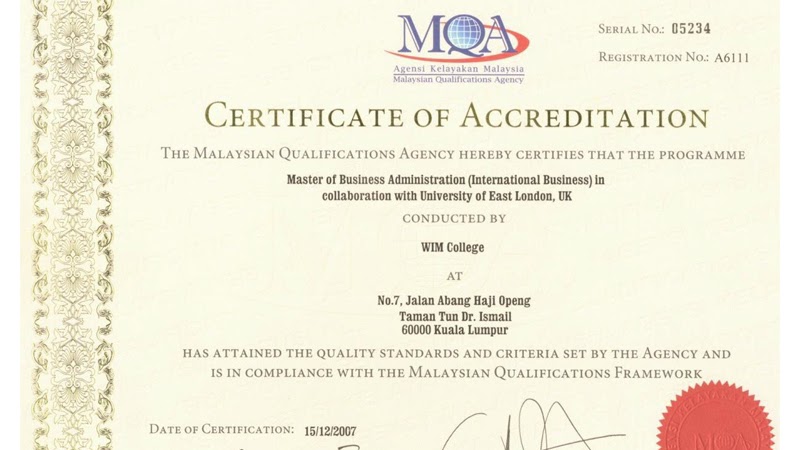 MQA
Agensi Kelayakan Malaysia
Malaysian Qualifications Agency
SERIAL NO.: 05234
REGISTRATION NO.: A6111
CERTIFICATE OF ACCREDITATION
THE MALAYSIAN QUALIFICATIONS AGENCY HEREBY CERTIFIES THAT THE PROGRAMME
Master of Business Administration (International Business) in
collaboration with University of East London, UK
CONDUCTED BY
WIM College
AT
No.7, Jalan Abang Haji Openg
Taman Tun Dr. Ismail
60000 Kuala Lumpur
HAS ATTAINED THE QUALITY STANDARDS AND CRITERIA SET BY THE AGENCY AND
IS IN COMPLIANCE WITH THE MALAYSIAN QUALIFICATIONS FRAMEWORK
DATE OF CERTIFICATION: 15/12/2007
MQA